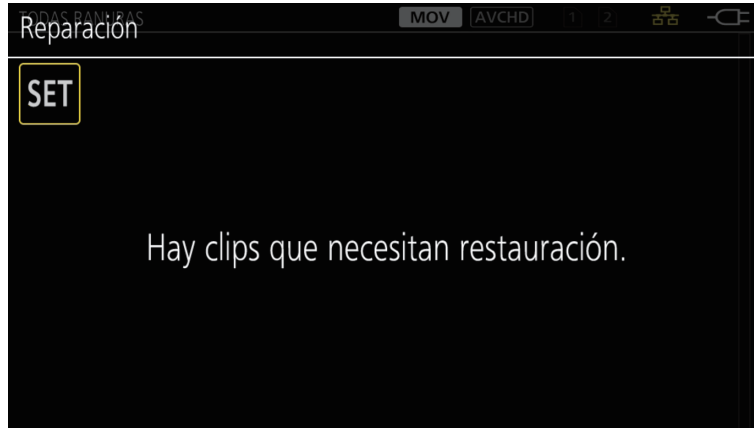 TODAS RANURAS
Reparación
MOV AVCHD 1 2
SET
Hay clips que necesitan restauración.